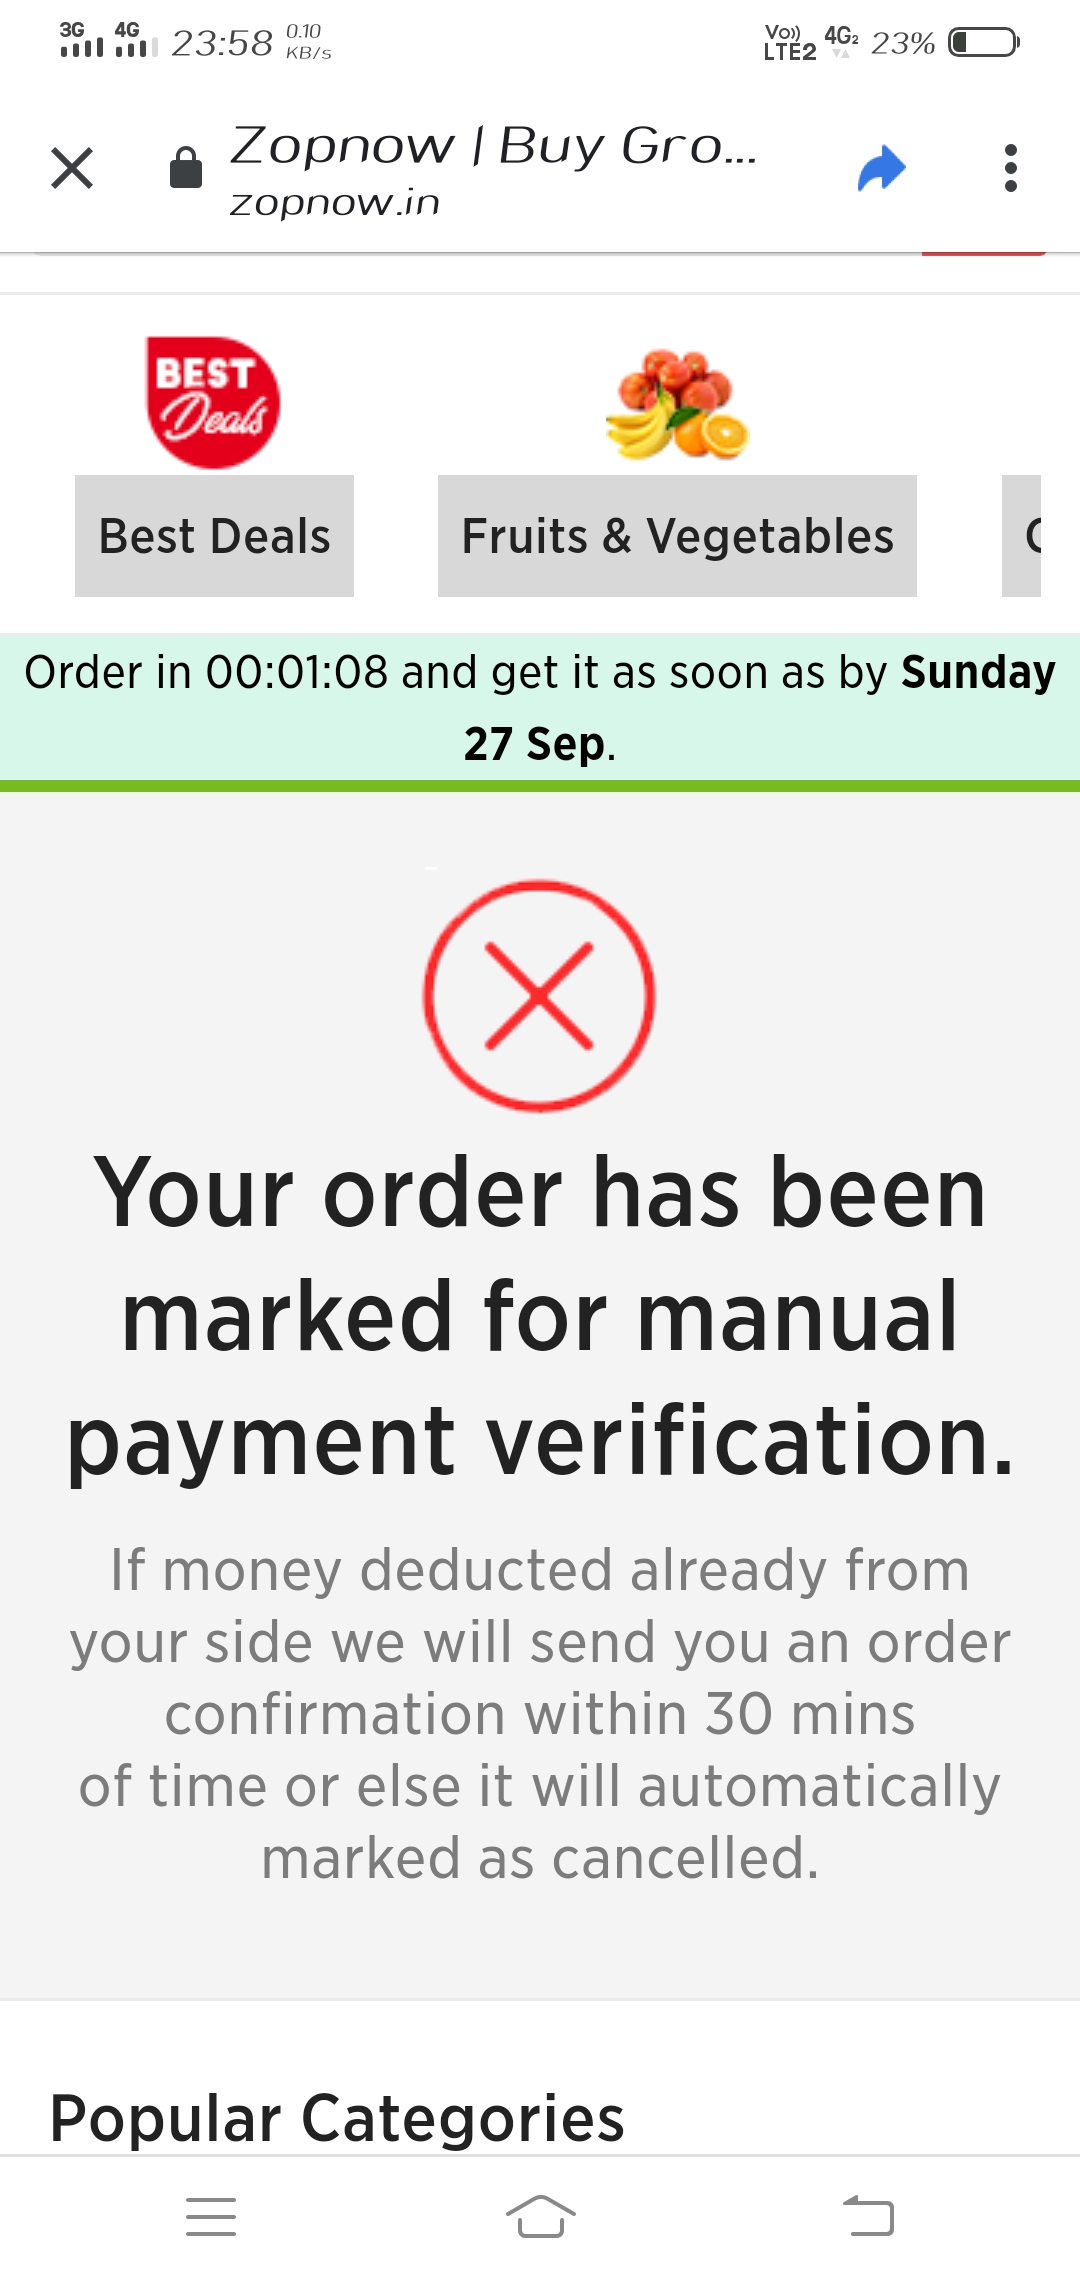 3G 4G 23:58 0.10 KB/s Vo)) LTE2 4G2 23%
Zopnow | Buy Gro...
zopnow.in
BEST
Deals
Best Deals Fruits & Vegetables
Order in 00:01:08 and get it as soon as by Sunday
27 Sep.
Your order has been
marked for manual
payment verification.
If money deducted already from
your side we will send you an order
confirmation within 30 mins
of time or else it will automatically
marked as cancelled.
Popular Categories